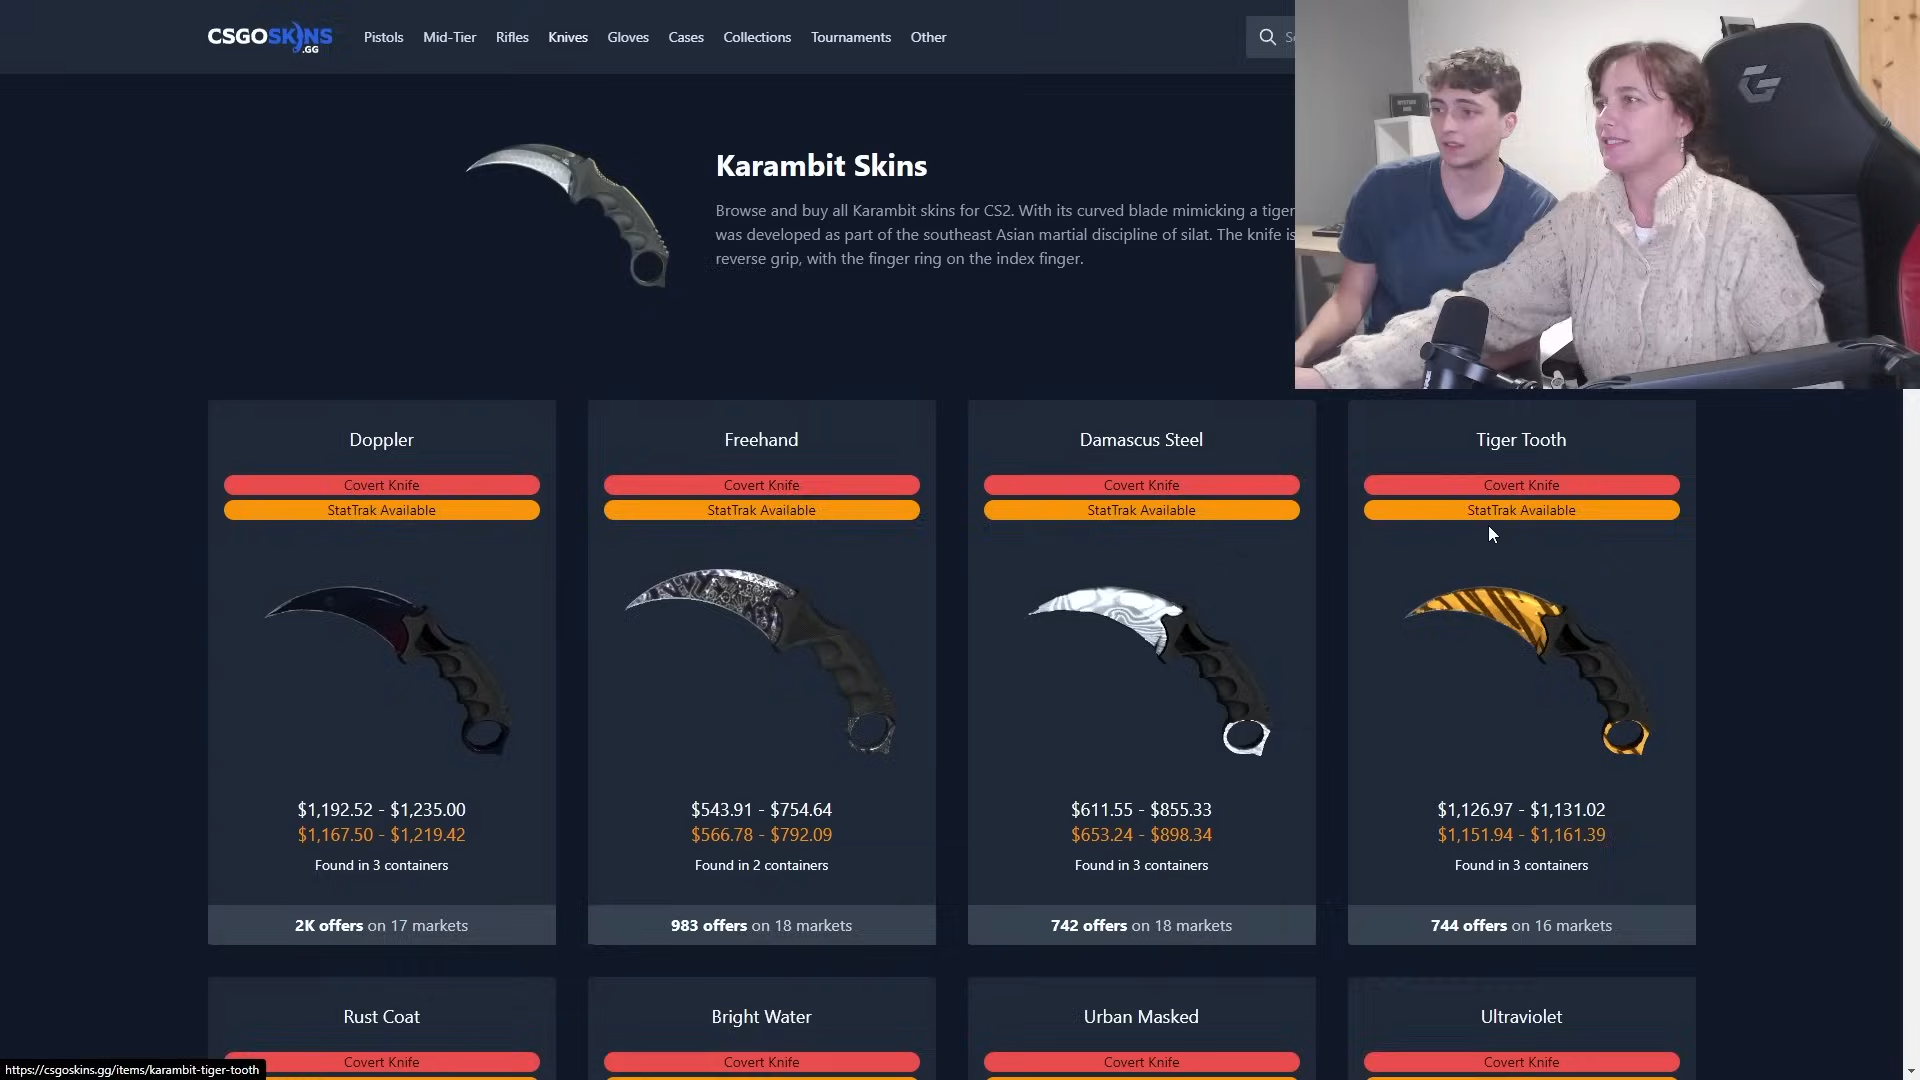 CSGOSKINS
.GG
Pistols
Mid-Tier
Rifles
Knives
Gloves
Cases
Collections
Tournaments
Other
Karambit Skins
Browse and buy all Karambit skins for CS2. With its curved blade mimicking a tiger
was developed as part of the southeast Asian martial discipline of silat. The knife is
reverse grip, with the finger ring on the index finger.
Doppler
Covert Knife
StatTrak Available
$1,192.52 - $1,235.00
$1,167.50 - $1,219.42
Found in 3 containers
2K offers on 17 markets
Freehand
Covert Knife
StatTrak Available
$543.91 - $754.64
$566.78 - $792.09
Found in 2 containers
983 offers on 18 markets
Damascus Steel
Covert Knife
StatTrak Available
$611.55 - $855.33
$653.24 - $898.34
Found in 3 containers
742 offers on 18 markets
Tiger Tooth
Covert Knife
StatTrak Available
$1,126.97 - $1,131.02
$1,151.94 - $1,161.39
Found in 3 containers
744 offers on 16 markets
Rust Coat
Covert Knife
Bright Water
Covert Knife
Urban Masked
Covert Knife
Ultraviolet
Covert Knife
https://csgoskins.gg/items/karambit-tiger-tooth